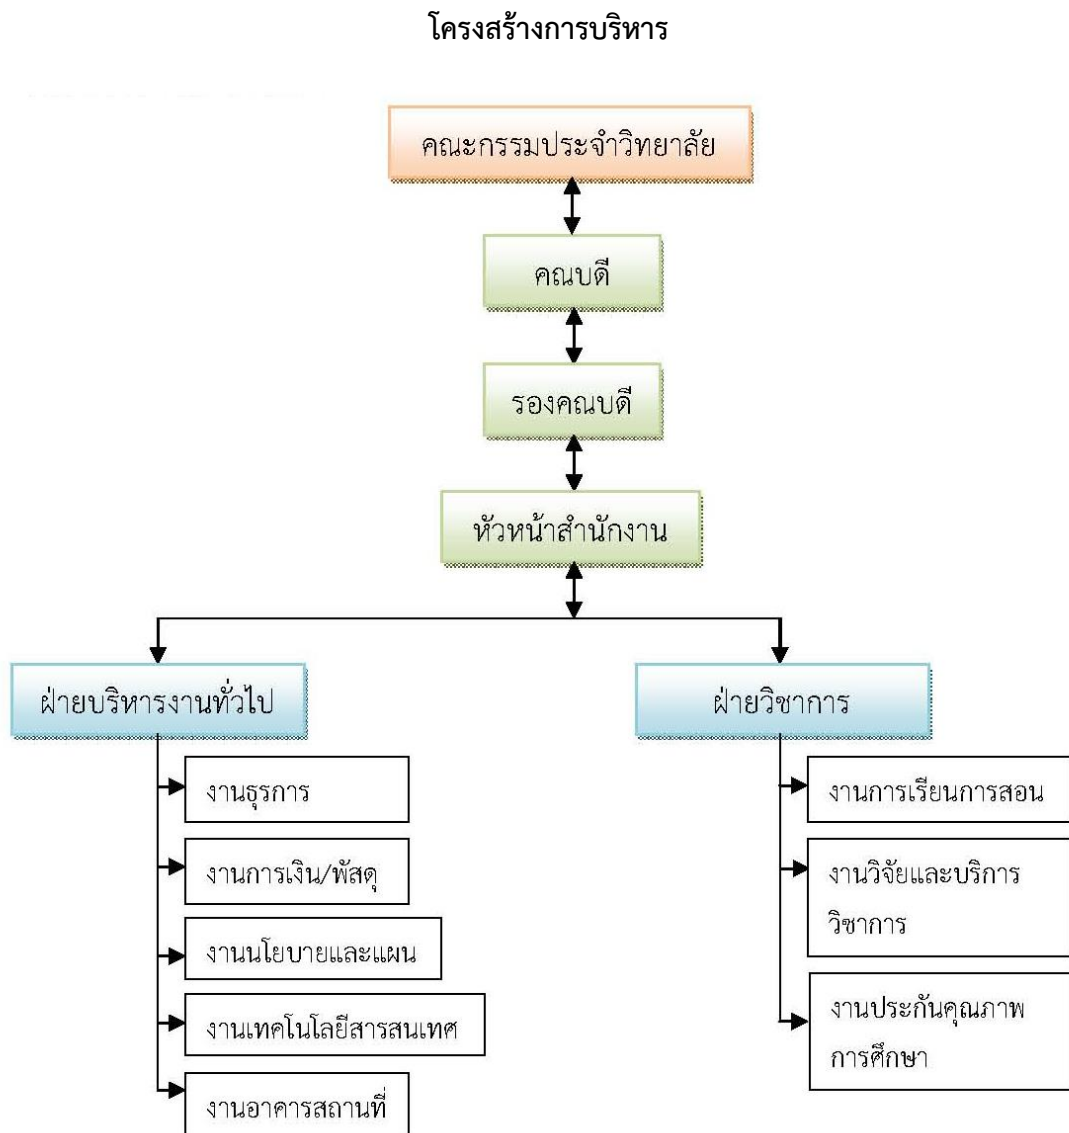 โครงสร้างการบริหาร
คณะกรรมประจำวิทยาลัย
คณบดี
รองคณบดี
หัวหน้าสำนักงาน
ฝ่ายบริหารงานทั่วไป
งานธุรการ
งานการเงิน/พัสดุ
งานนโยบายและแผน
งานเทคโนโลยีสารสนเทศ
งานอาคารสถานที่
ฝ่ายวิชาการ
งานการเรียนการสอน
งานวิจัยและบริการ
วิชาการ
งานประกันคุณภาพ
การศึกษา